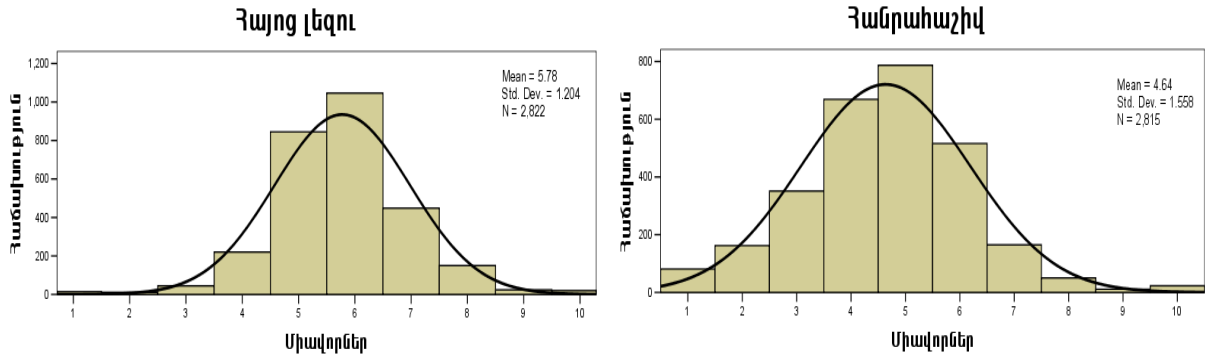 Հայոց լեզու
Հաճախություն
1,200
1,000
800
600
400
200
0
Mean = 5.78
Std. Dev. = 1.204
N = 2,822
1 2 3 4 5 6 7 8 9 10
Միավորներ
Հանրահաշիվ
Հաճախություն
800
600
400
200
0
Mean = 4.64
Std. Dev. = 1.558
N = 2,815
1 2 3 4 5 6 7 8 9 10
Միավորներ